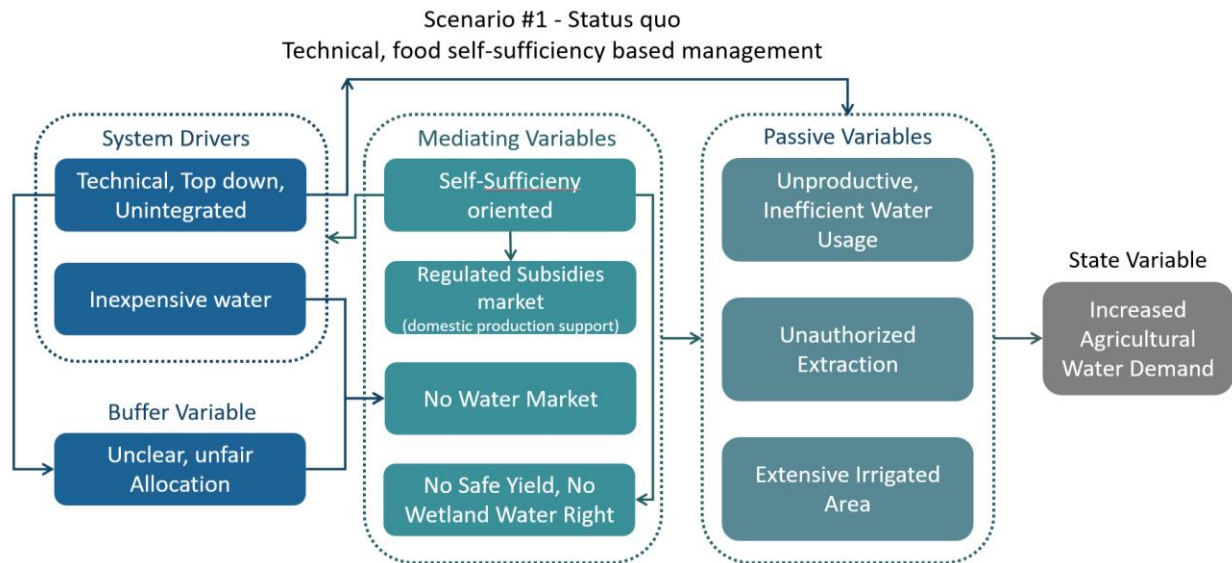 Scenario #1 - Status quo
Technical, food self-sufficiency based management
System Drivers
Technical, Top down,
Unintegrated
Inexpensive water
Buffer Variable
Unclear, unfair
Allocation
Mediating Variables
Self-Sufficieny
oriented
Regulated Subsidies
market
(domestic production support)
No Water Market
No Safe Yield, No
Wetland Water Right
Passive Variables
Unproductive,
Inefficient Water
Usage
Unauthorized
Extraction
Extensive Irrigated
Area
State Variable
Increased
Agricultural
Water Demand